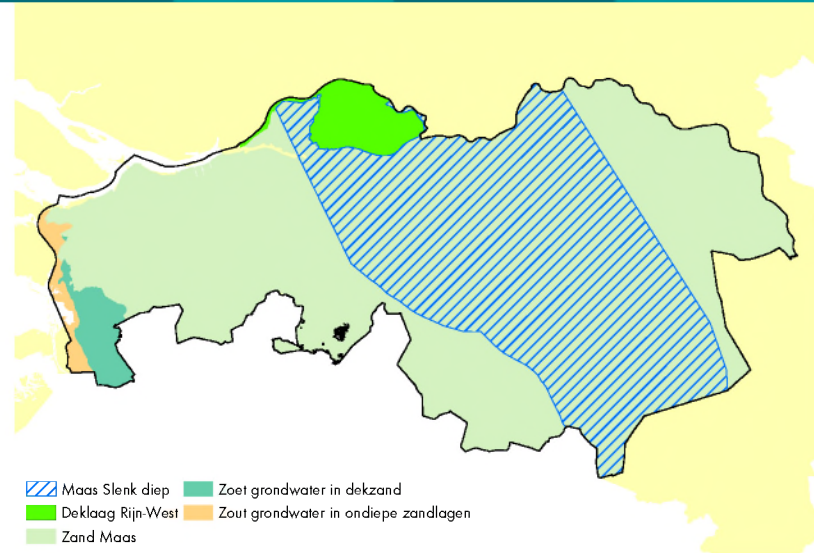 Maas Slenk diep
Zoet grondwater in dekzand
Deklaag Rijn-West
Zout grondwater in ondiepe zandlagen
Zand Maas